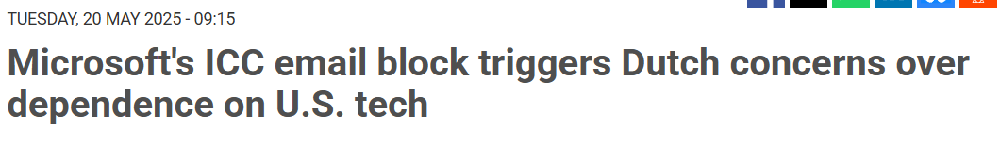 TUESDAY, 20 MAY 2025 - 09:15
Microsoft's ICC email block triggers Dutch concerns over
dependence on U.S. tech